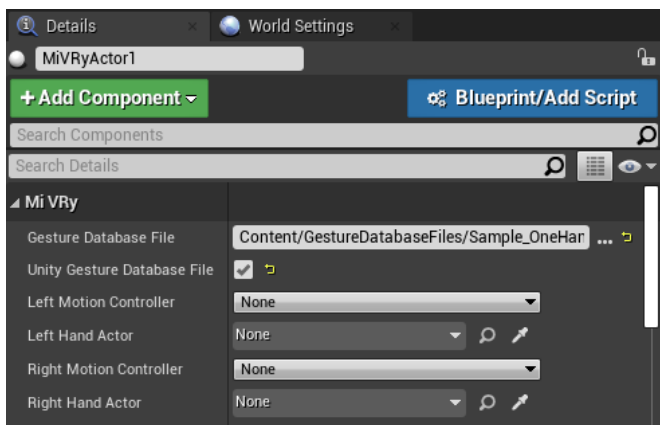 Details World Settings
MiVRyActor1
+ Add Component Blueprint/Add Script
Search Components
Search Details
Mi VRy
Gesture Database File Content/GestureDatabaseFiles/Sample_OneHan ...
Unity Gesture Database File
Left Motion Controller None
Left Hand Actor None
Right Motion Controller None
Right Hand Actor None